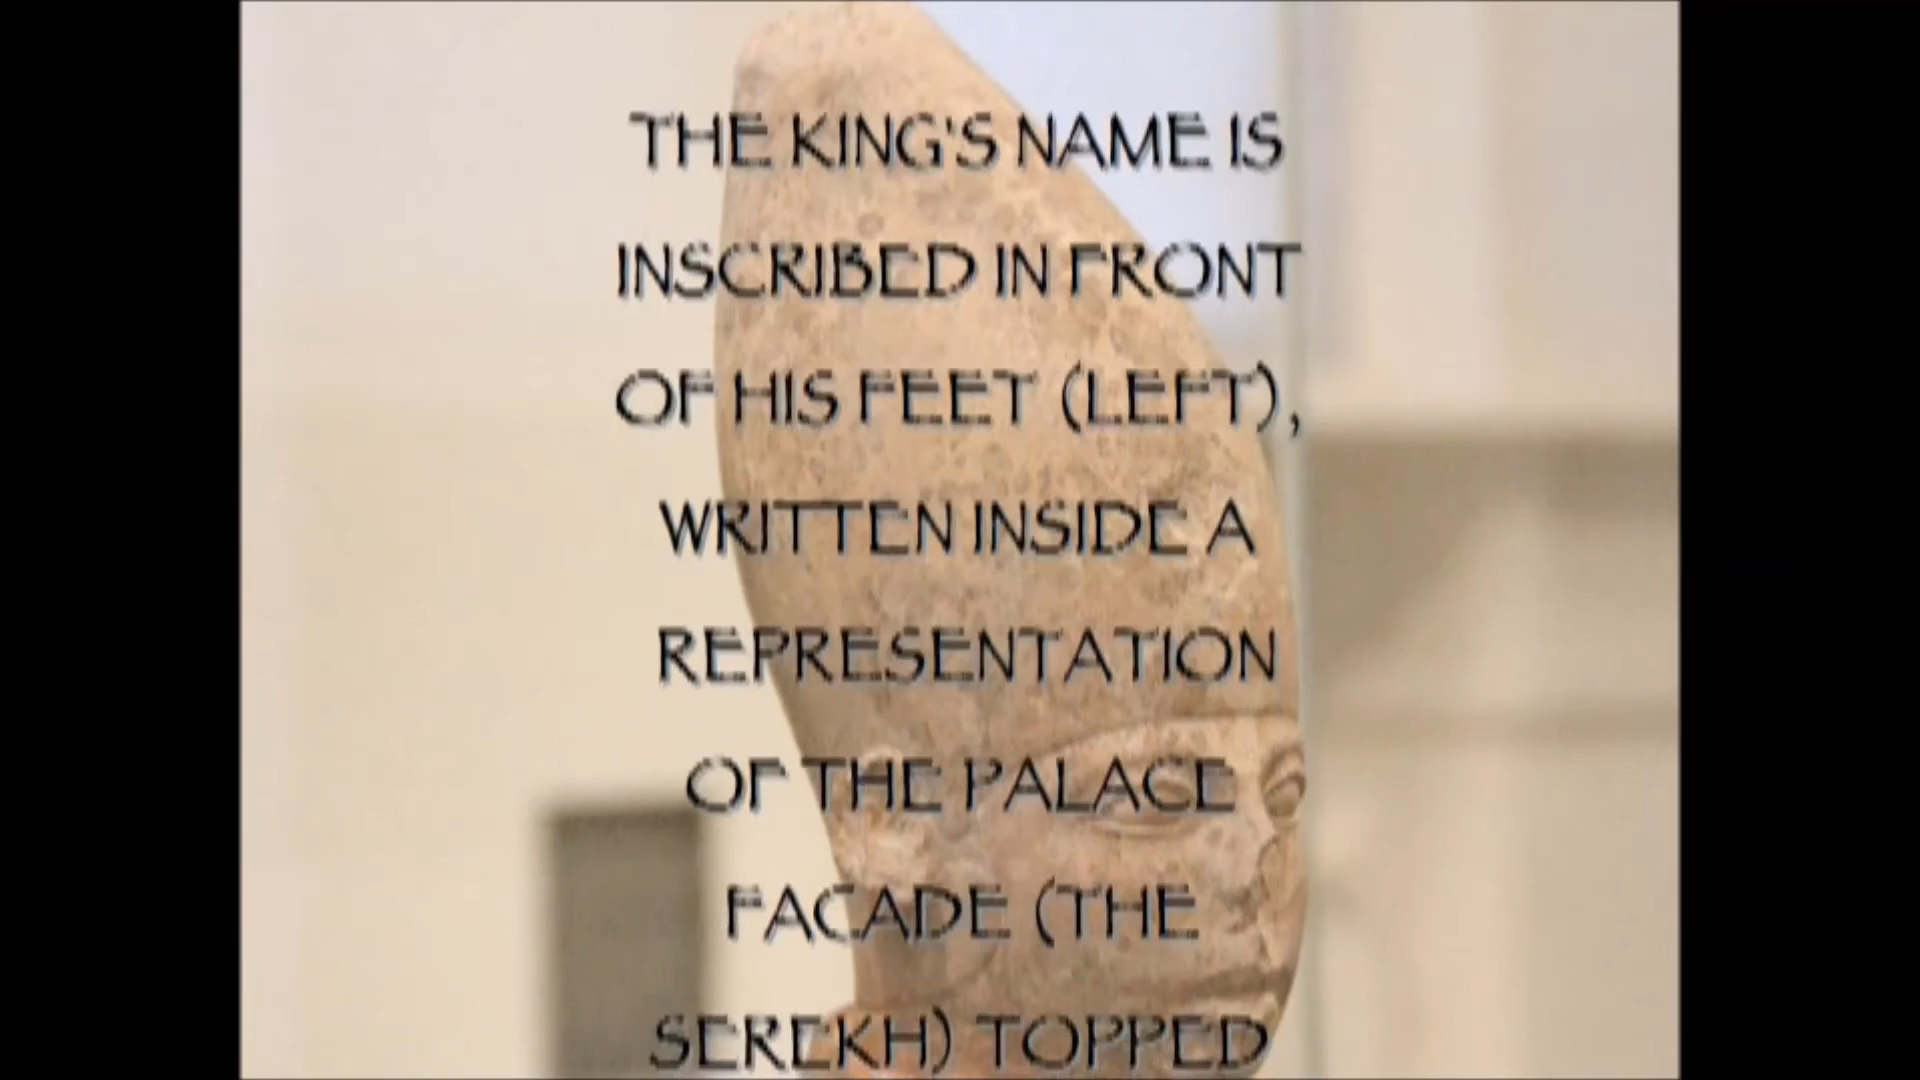 THE KING'S NAME IS
INSCRIBED IN FRONT
OF HIS FEET (LEFT),
WRITTEN INSIDE A
REPRESENTATION
OF THE PALACE
FACADE (THE
SEREKH) TOPPED